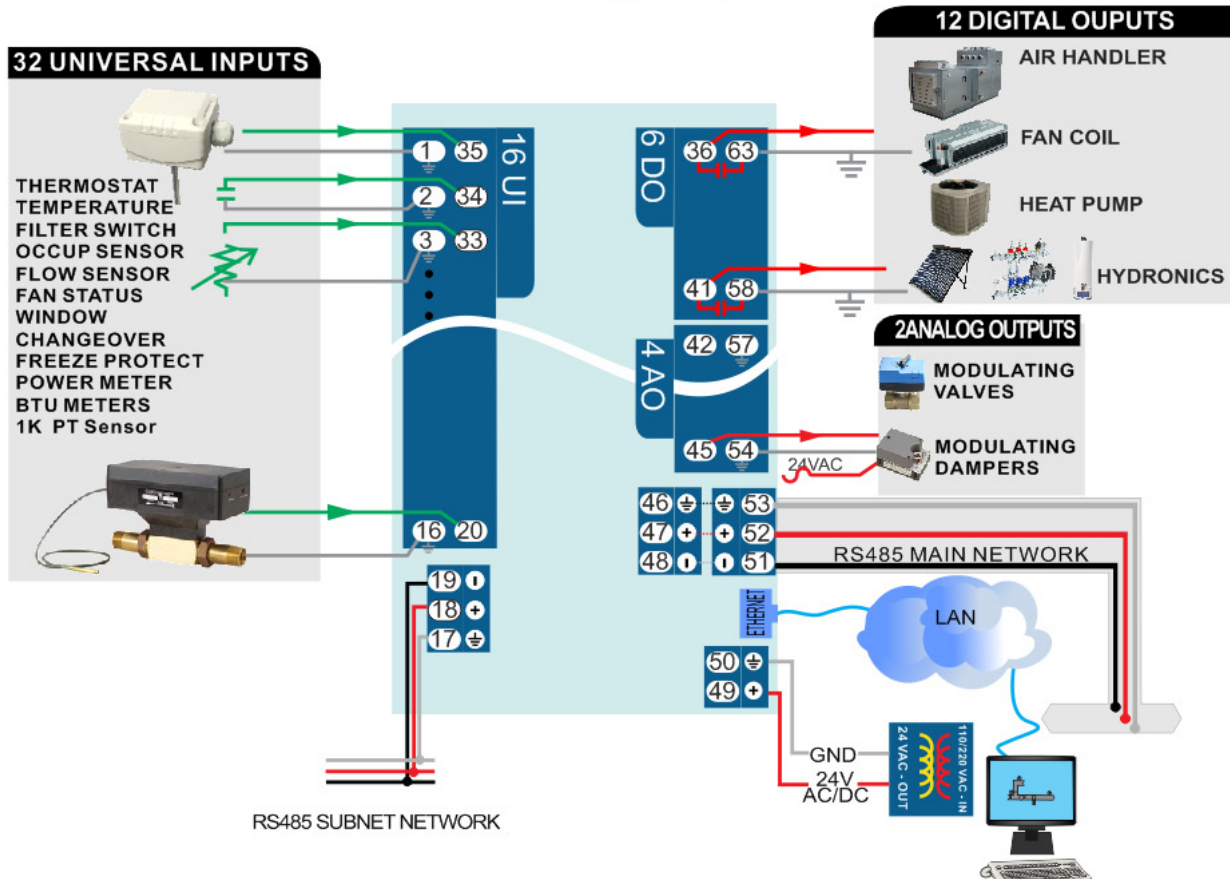 32 UNIVERSAL INPUTS
THERMOSTAT
TEMPERATURE
FILTER SWITCH
OCCUP SENSOR
FLOW SENSOR
FAN STATUS
WINDOW
CHANGEOVER
FREEZE PROTECT
POWER METER
BTU METERS
1K PT Sensor
16 UI
1 35
2 34
3 33
16 20
19 -
18 +
17
RS485 SUBNET NETWORK
6 DO
36 63
41 58
4 AO
42 57
45 54
24VAC
46 53
47 + + 52
48 - - 51
RS485 MAIN NETWORK
ETHERNET
LAN
50
49 +
GND
24V
AC/DC
24 VAC - OUT
110/220 VAC - IN
12 DIGITAL OUPUTS
AIR HANDLER
FAN COIL
HEAT PUMP
HYDRONICS
2ANALOG OUTPUTS
MODULATING
VALVES
MODULATING
DAMPERS